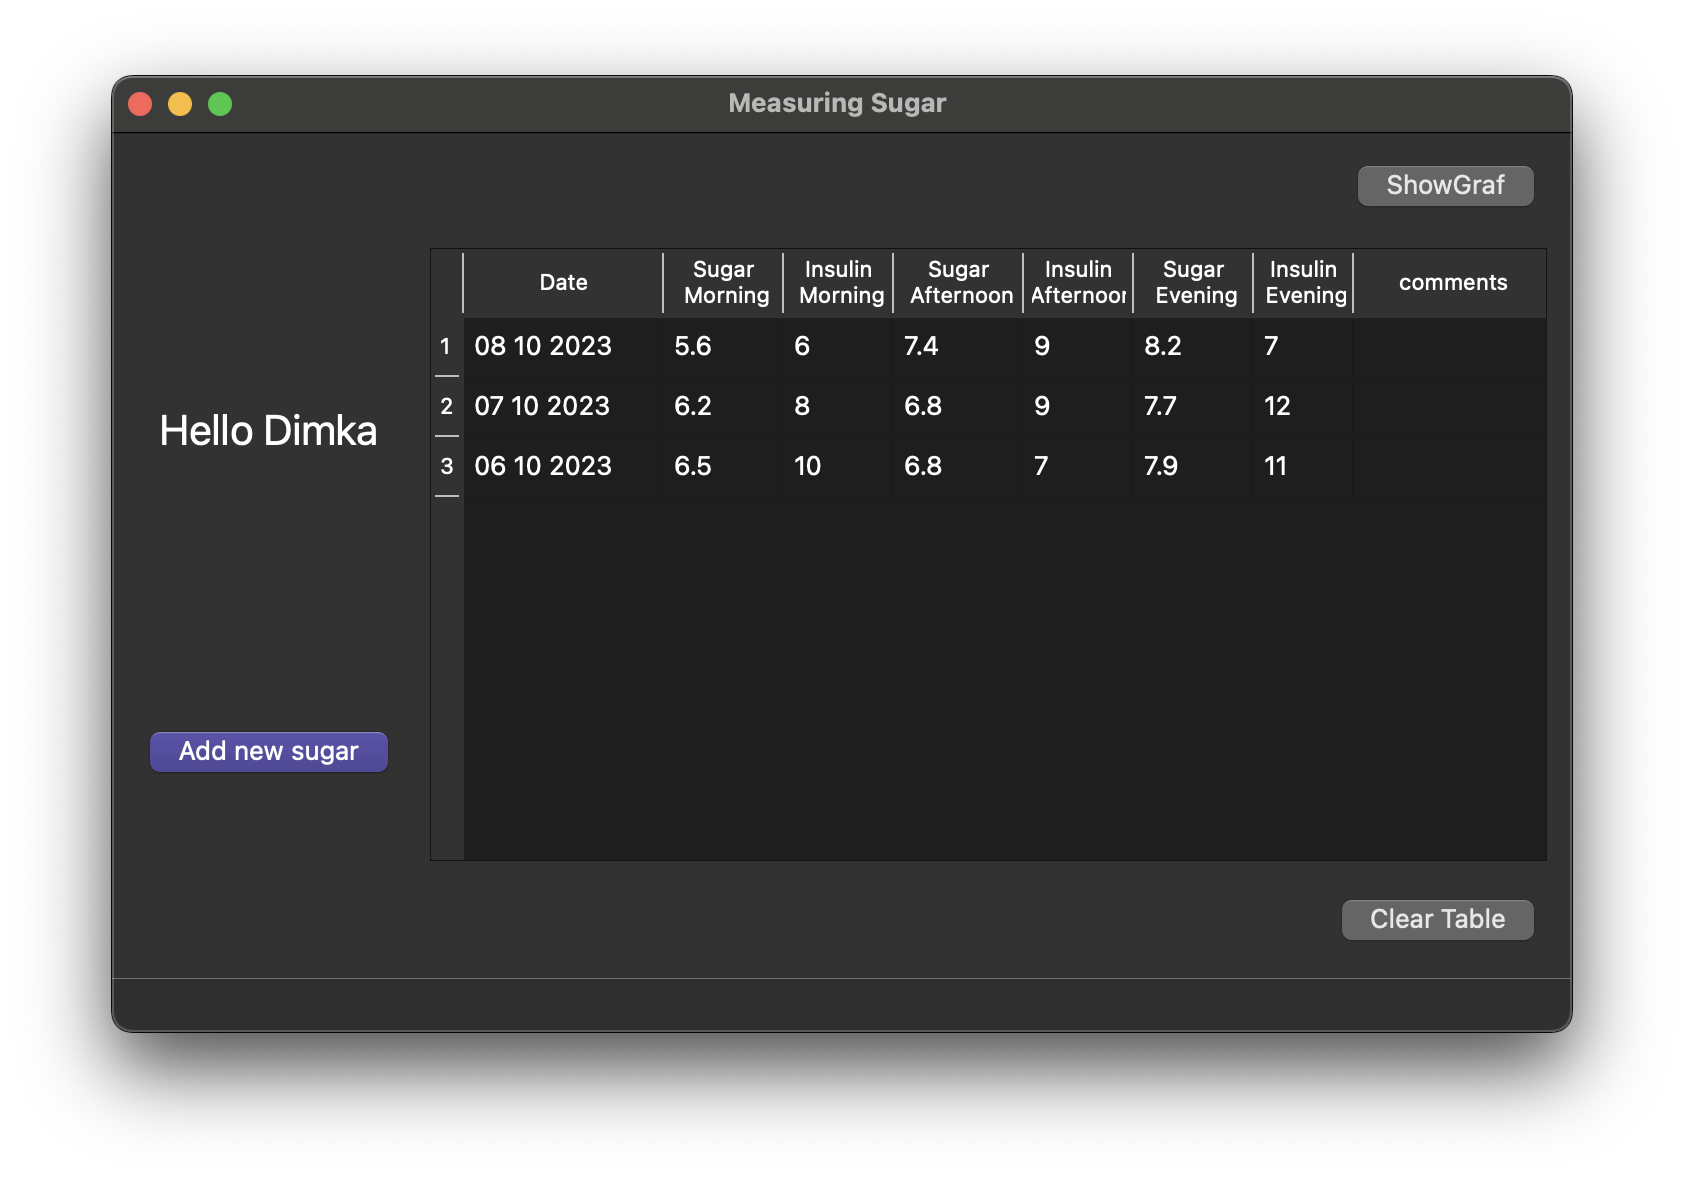 Measuring Sugar
ShowGraf
Date Sugar Morning Insulin Morning Sugar Afternoon Insulin Afternoon Sugar Evening Insulin Evening comments
1 08 10 2023 5.6 6 7.4 9 8.2 7
2 07 10 2023 6.2 8 6.8 9 7.7 12
Hello Dimka
3 06 10 2023 6.5 10 6.8 7 7.9 11
Add new sugar
Clear Table